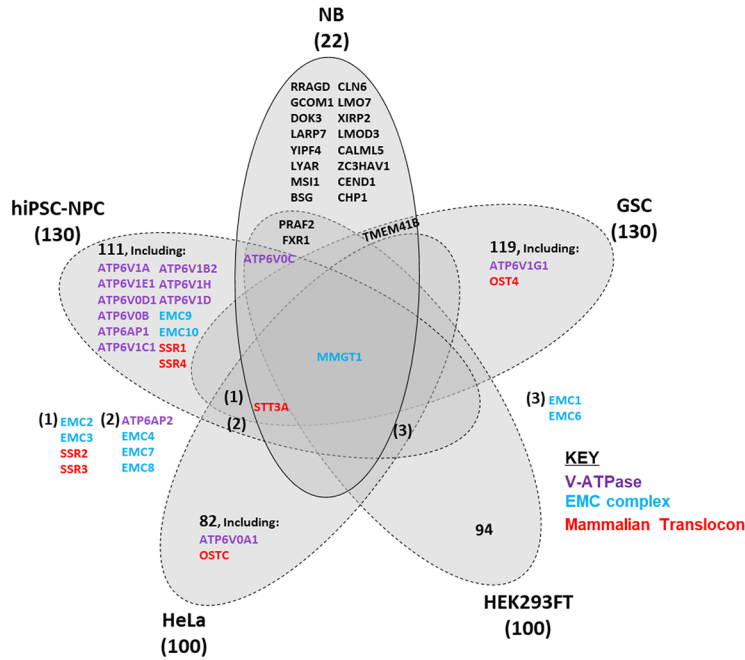 NB
(22)
RRAGD CLN6
GCOM1 LMO7
DOK3 XIRP2
LARP7 LMOD3
YIPF4 CALML5
LYAR ZC3HAV1
MSI1 CEND1
BSG CHP1
hiPSC-NPC
(130)
GSC
(130)
PRAF2
FXR1
TMEM41B
ATP6V0C
111, Including:
ATP6V1A ATP6V1B2
ATP6V1E1 ATP6V1H
ATP6V0D1 ATP6V1D
ATP6V0B EMC9
ATP6AP1 EMC10
ATP6V1C1 SSR1
SSR4
119, Including:
ATP6V1G1
OST4
MMGT1
(1)
STT3A
(2)
(3)
(1) EMC2
EMC3
SSR2
SSR3
(2) ATP6AP2
EMC4
EMC7
EMC8
(3) EMC1
EMC6
KEY
V-ATPase
EMC complex
Mammalian Translocon
82, Including:
ATP6V0A1
OSTC
94
HeLa
(100)
HEK293FT
(100)